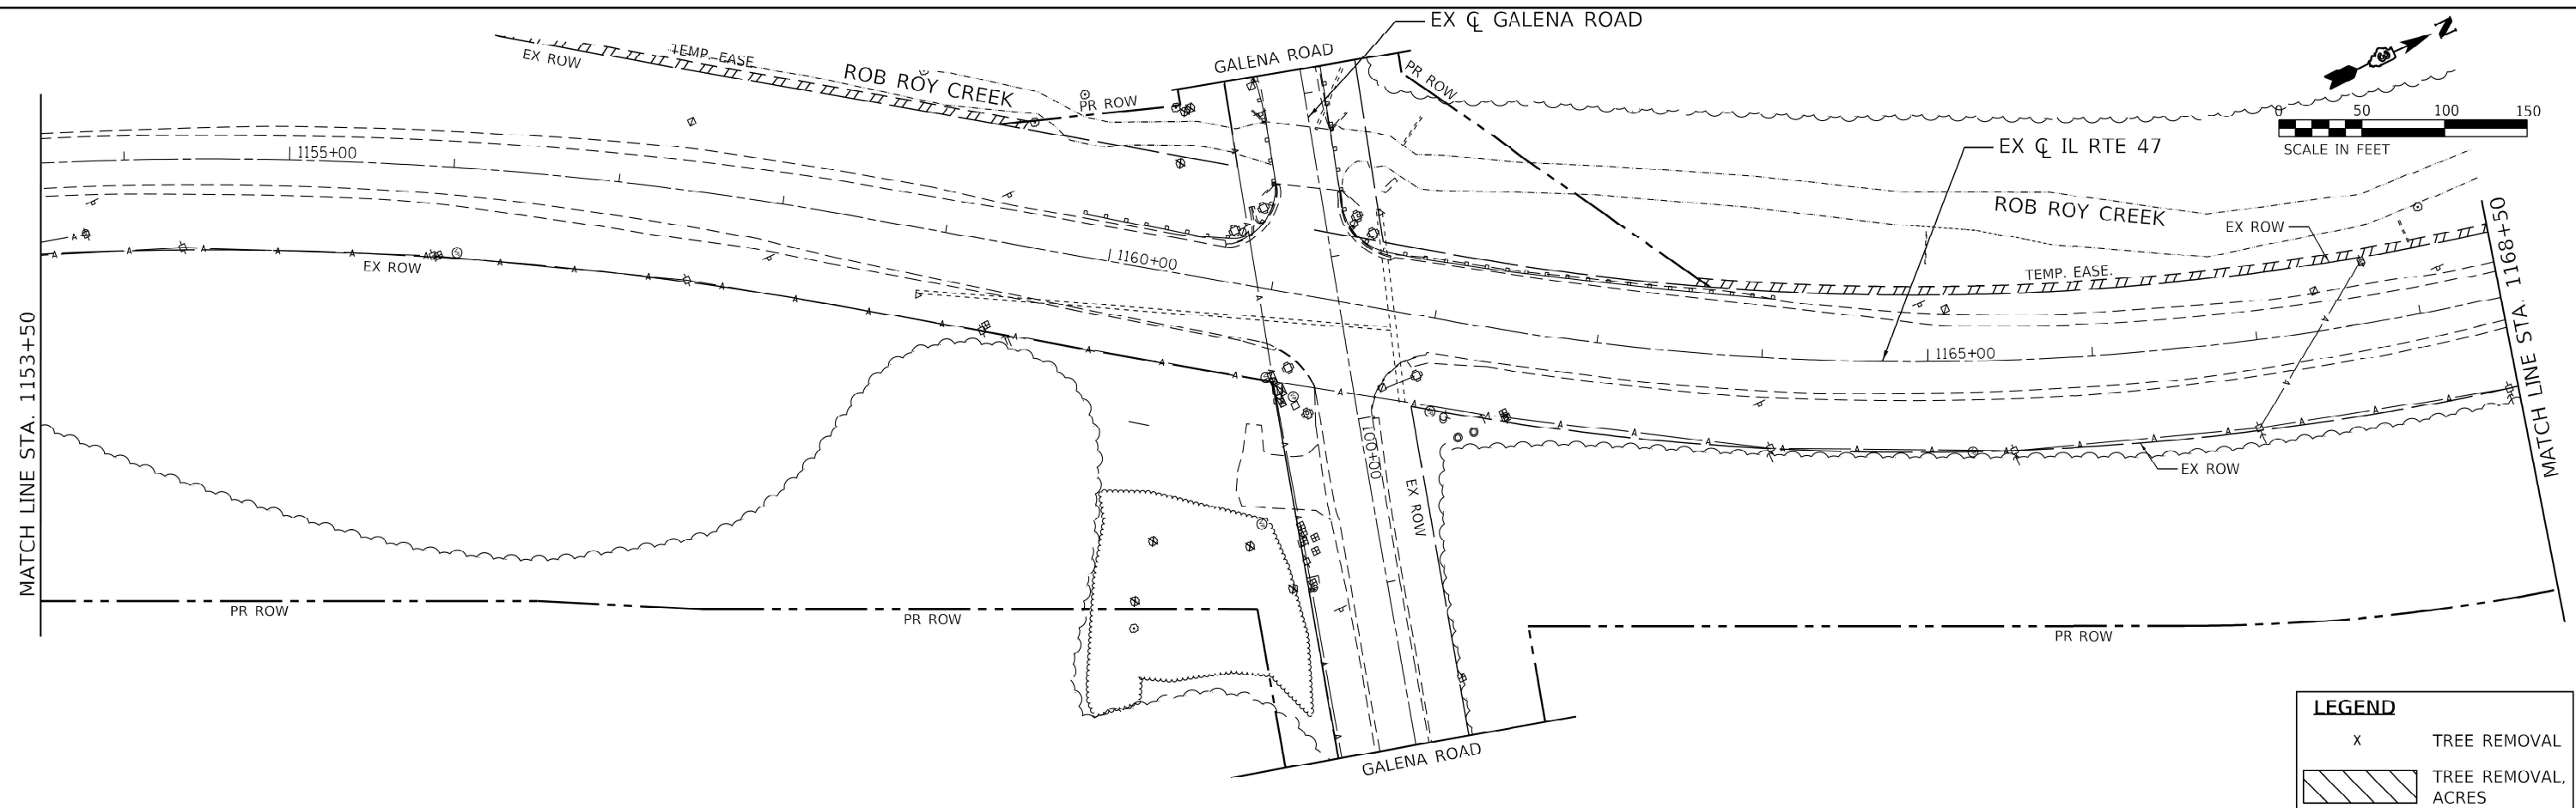 EX ℄ GALENA ROAD
GALENA ROAD
N
TEMP. EASE.
EX ROW
ROB ROY CREEK
PR ROW
PR ROW
0 50 100 150
SCALE IN FEET
EX ℄ IL RTE 47
1155+00
ROB ROY CREEK
EX ROW
1160+00
EX ROW
TEMP. EASE.
MATCH LINE STA. 1153+50
MATCH LINE STA. 1168+50
1165+00
100+00
EX ROW
EX ROW
PR ROW
PR ROW
PR ROW
GALENA ROAD
LEGEND
X TREE REMOVAL
TREE REMOVAL,
ACRES